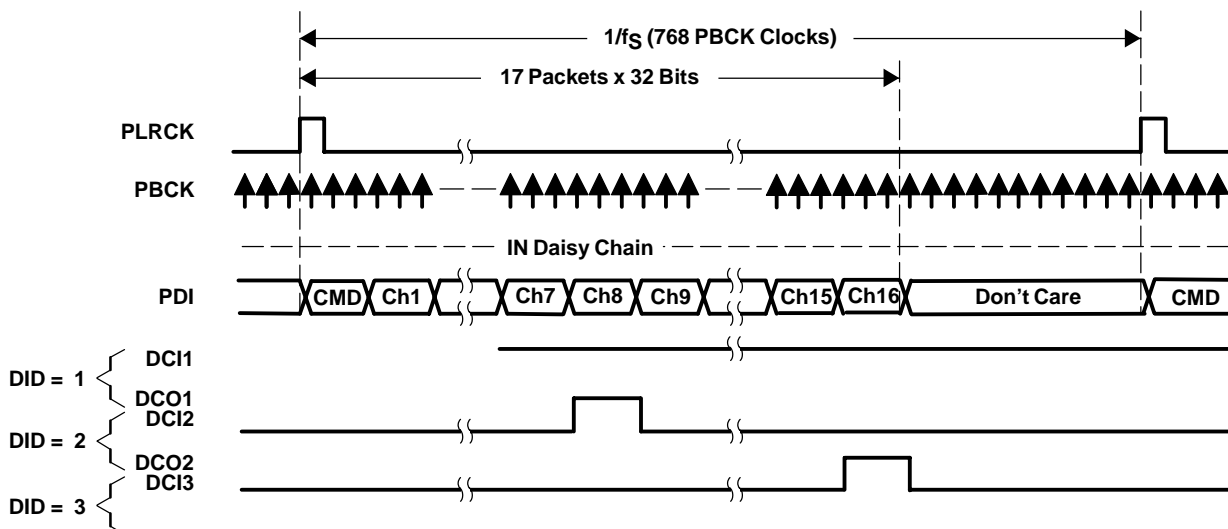 1/fS (768 PBCK Clocks)
17 Packets x 32 Bits
PLRCK
PBCK
IN Daisy Chain
PDI
CMD
Ch1
Ch7
Ch8
Ch9
Ch15
Ch16
Don't Care
CMD
DCI1
DID = 1
DCO1
DCI2
DID = 2
DCO2
DCI3
DID = 3